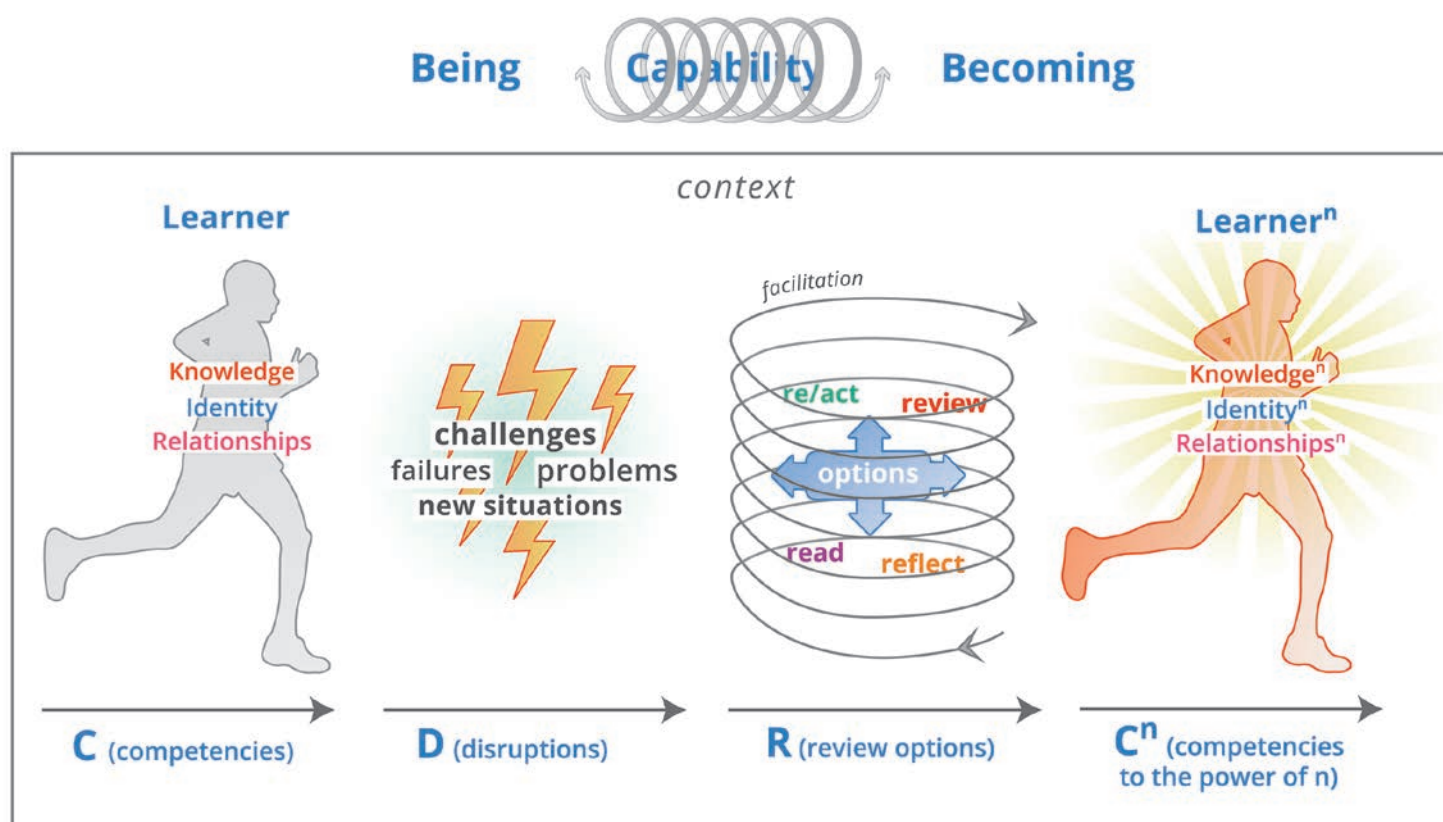 Being Capability Becoming
context
Learner
Learnerⁿ
Knowledge
Identity
Relationships
challenges
failures problems
new situations
facilitation
re/act
review
options
read
reflect
Knowledgeⁿ
Identityⁿ
Relationshipsⁿ
C (competencies)
D (disruptions)
R (review options)
Cⁿ (competencies
to the power of n)